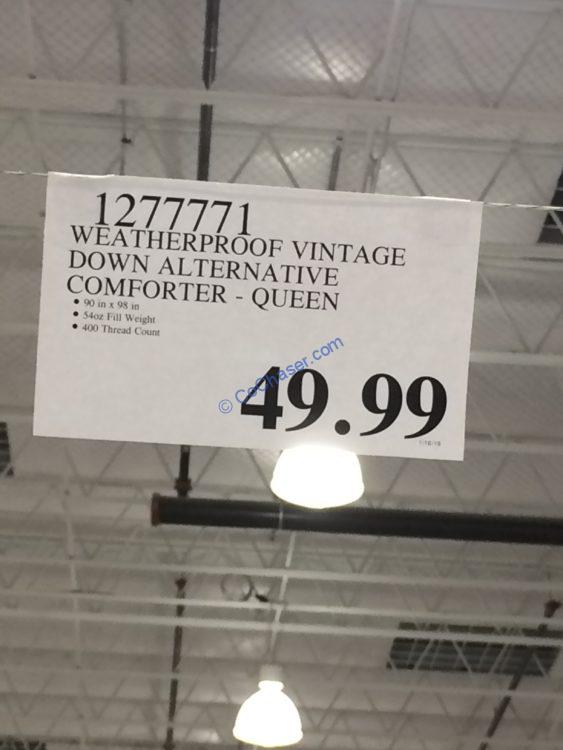 1277771
WEATHERPROOF VINTAGE
DOWN ALTERNATIVE
COMFORTER - QUEEN
• 90 in x 98 in
• 54oz Fill Weight
• 400 Thread Count
© CoChaser.com
49.99